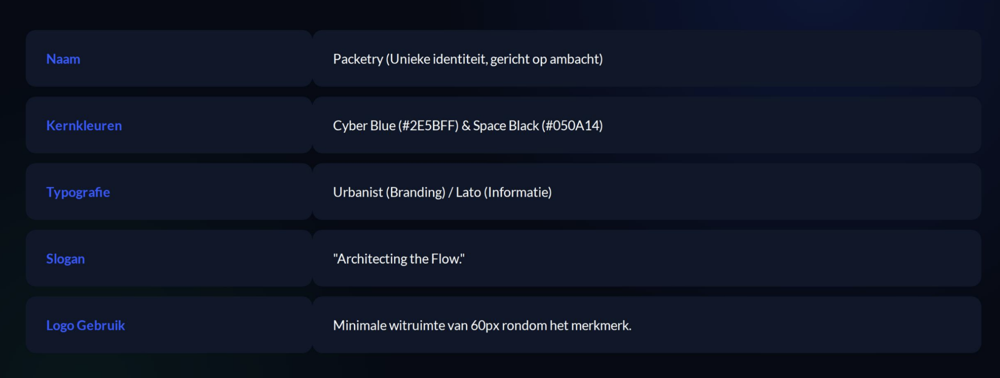 Naam
Packetry (Unieke identiteit, gericht op ambacht)
Kernkleuren
Cyber Blue (#2E5BFF) & Space Black (#050A14)
Typografie
Urbanist (Branding) / Lato (Informatie)
Slogan
"Architecting the Flow."
Logo Gebruik
Minimale witruimte van 60px rondom het merkmerk.